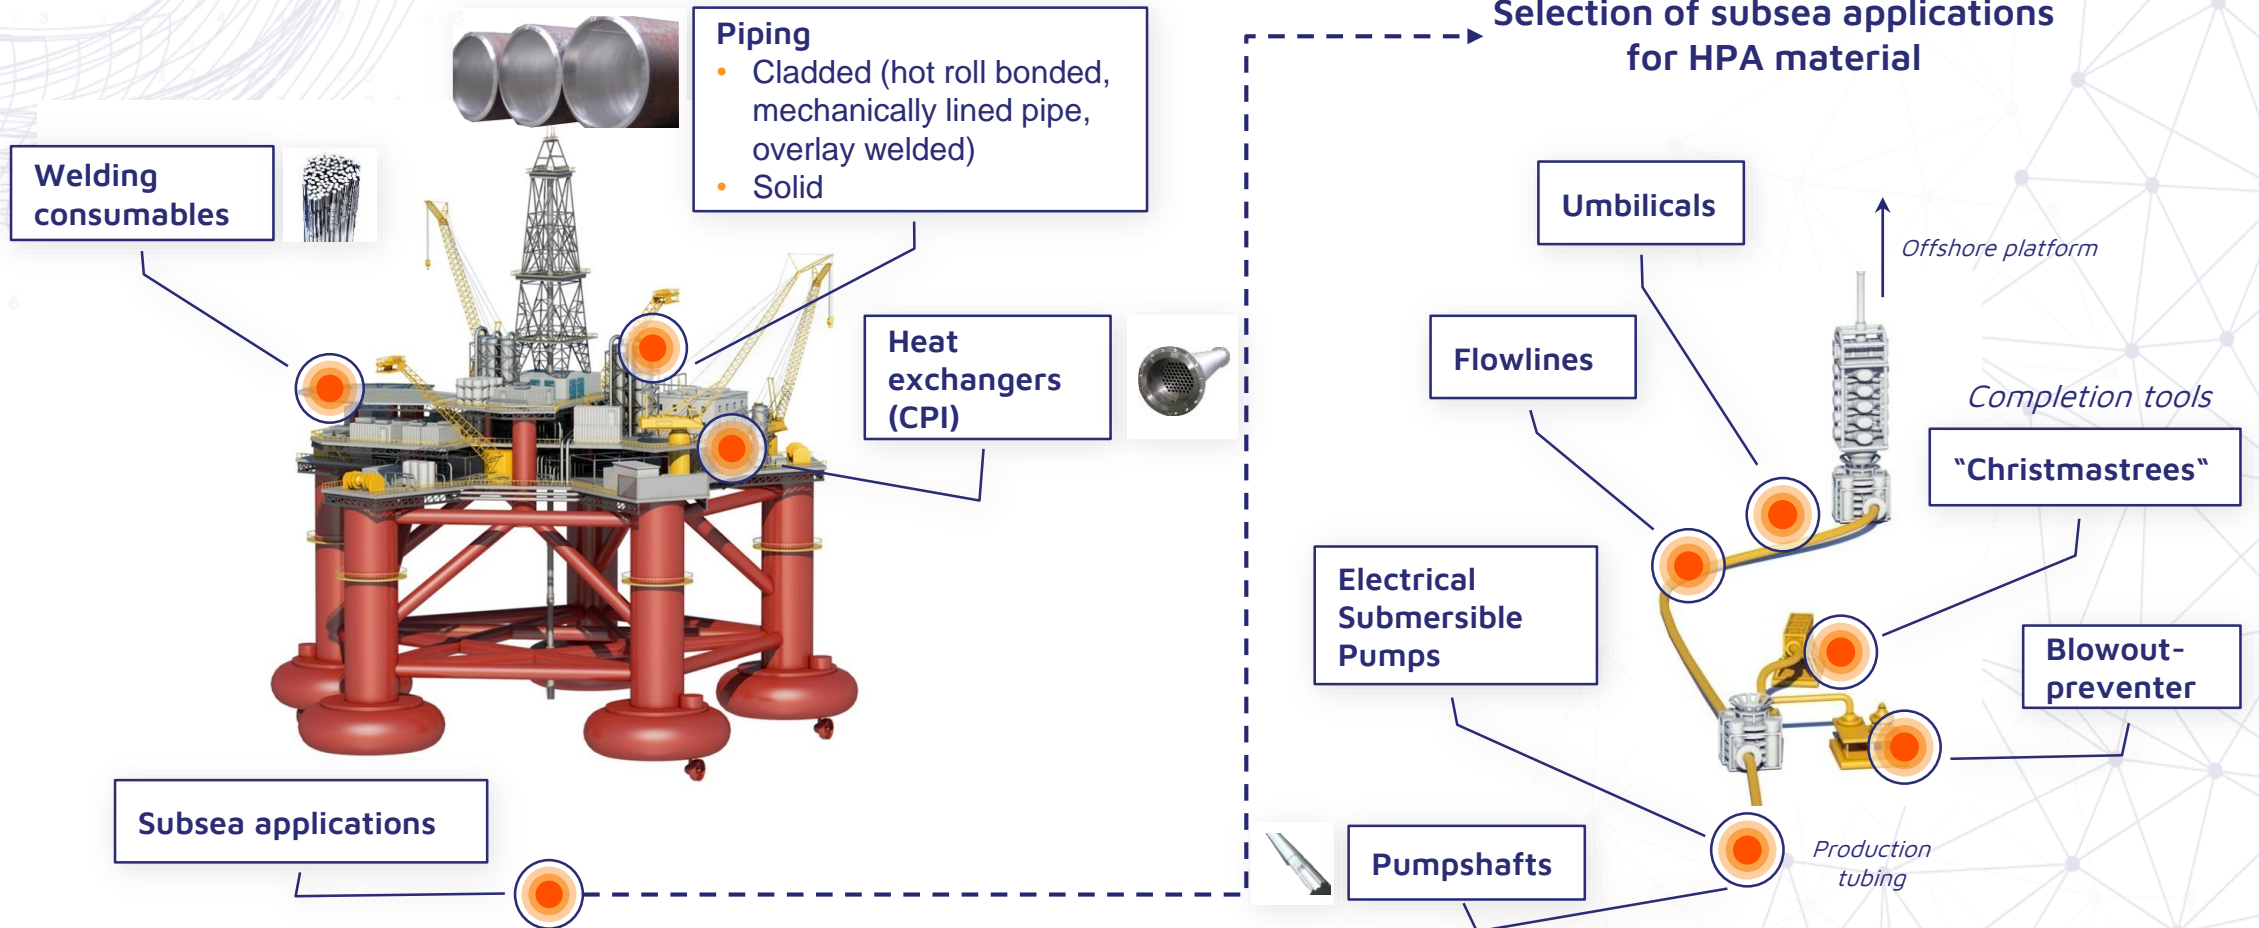 Selection of subsea applications
for HPA material
Piping
• Cladded (hot roll bonded,
mechanically lined pipe,
overlay welded)
• Solid
Welding
consumables
Heat
exchangers
(CPI)
Subsea applications
Umbilicals
Offshore platform
Flowlines
Completion tools
“Christmastrees“
Electrical
Submersible
Pumps
Blowout-
preventer
Pumpshafts
Production
tubing